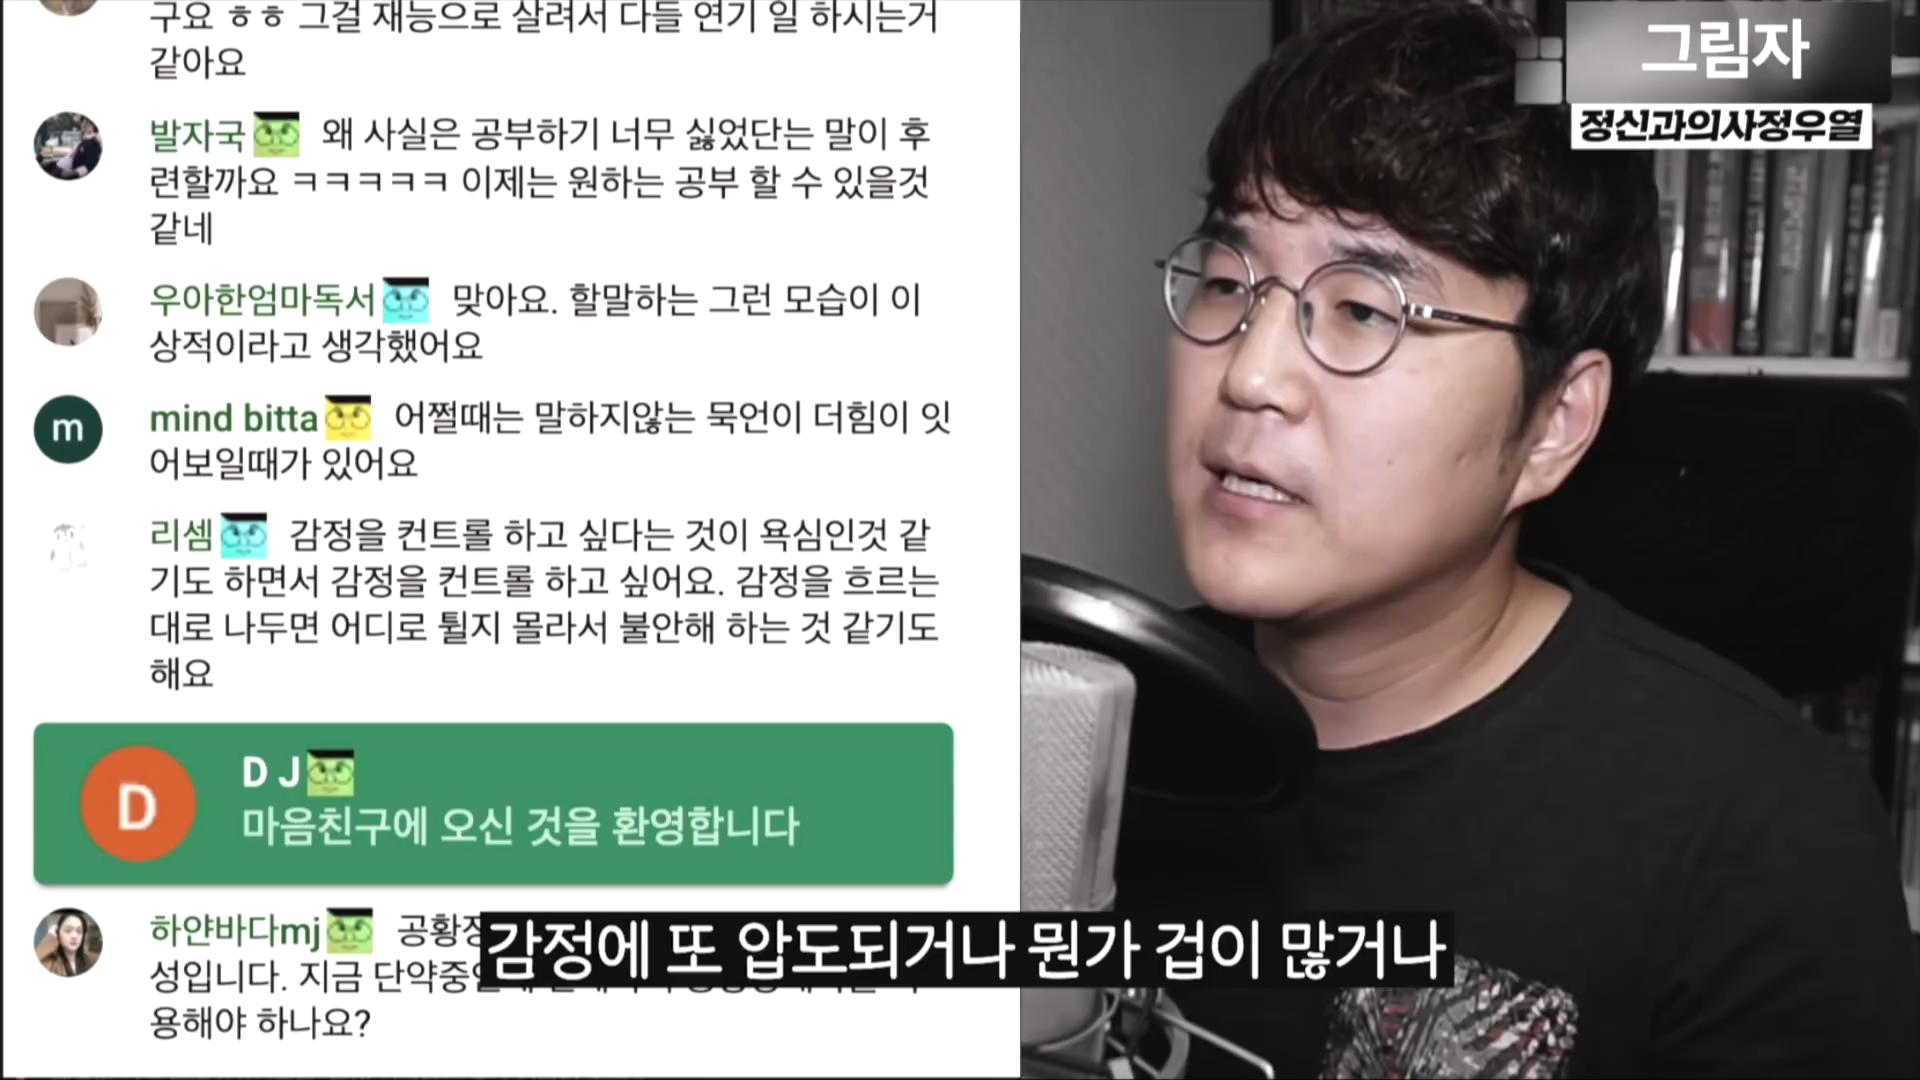 구요 ㅎㅎ 그걸 재능으로 살려서 다들 연기 일 하시는거
같아요
발자국 왜 사실은 공부하기 너무 싫었단는 말이 후
련할까요 ㅋㅋㅋㅋㅋ 이제는 원하는 공부 할 수 있을것
같네
우아한엄마독서 맞아요. 할말하는 그런 모습이 이
상적이라고 생각했어요
m
mind bitta 어쩔때는 말하지않는 묵언이 더힘이 잇
어보일때가 있어요
리셈 감정을 컨트롤 하고 싶다는 것이 욕심인것 같
기도 하면서 감정을 컨트롤 하고 싶어요. 감정을 흐르는
대로 나두면 어디로 튈지 몰라서 불안해 하는 것 같기도
해요
D
D J
마음친구에 오신 것을 환영합니다
하얀바다mj
성입니다. 지금
용해야 하나요?
그림자
정신과의사정우열
감정에 또 압도되거나 뭔가 겁이 많거나